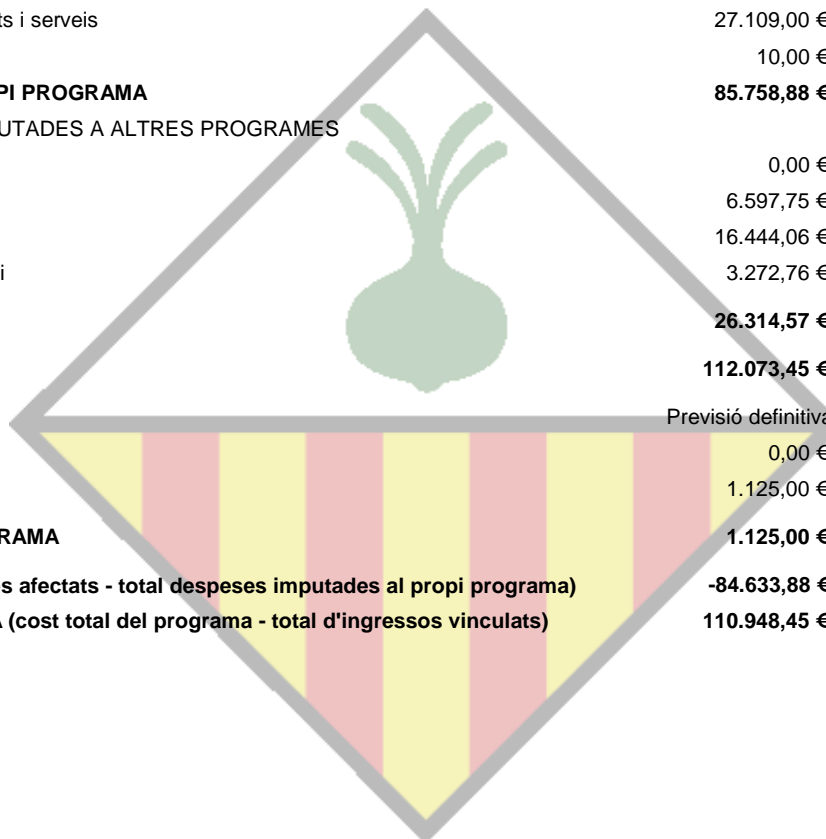 ts i serveis 27.109,00 €
10,00 €
PI PROGRAMA 85.758,88 €
UTADES A ALTRES PROGRAMES
0,00 €
6.597,75 €
16.444,06 €
i 3.272,76 €
26.314,57 €
112.073,45 €
Previsió definitiva
0,00 €
1.125,00 €
RAMA 1.125,00 €
s afectats - total despeses imputades al propi programa) -84.633,88 €
A (cost total del programa - total d'ingressos vinculats) 110.948,45 €